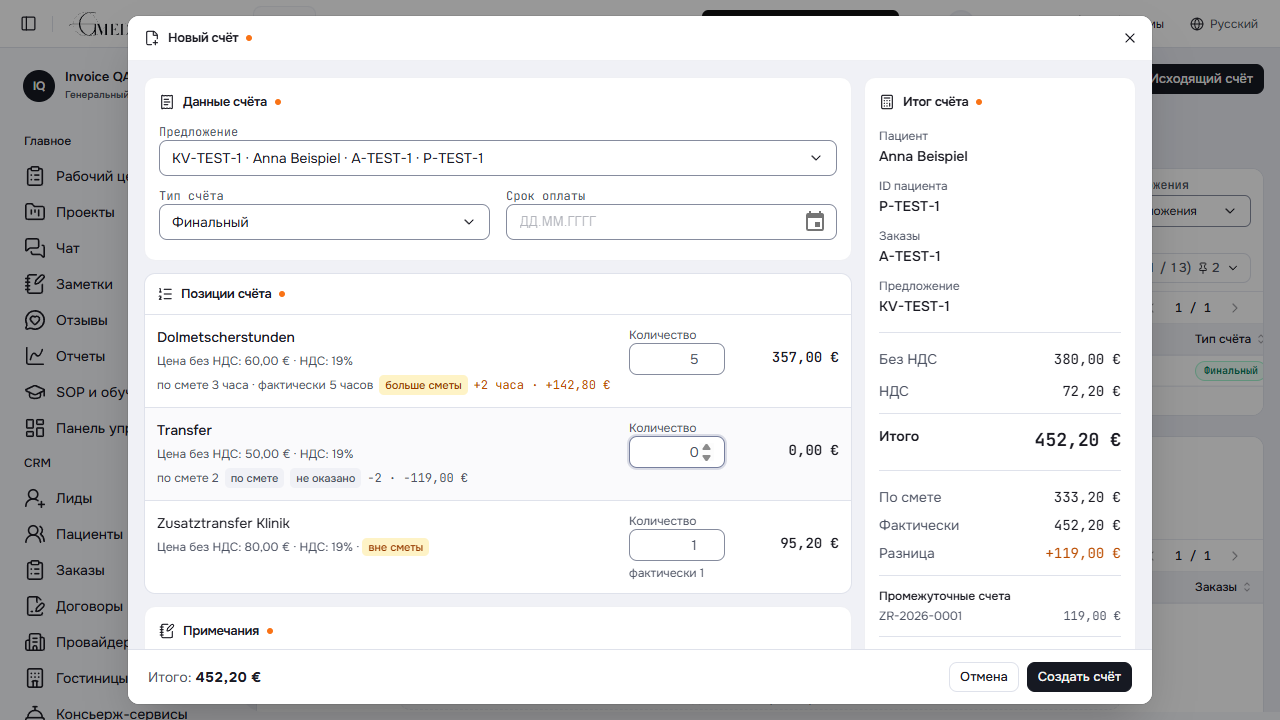 Новый счёт
MED
мы
Русский
IQ
Invoice QA
Генеральный
Исходящий счёт
Главное
Рабочий
Проекты
Чат
Заметки
Отзывы
Отчеты
SOP и
Панель
CRM
Лиды
Пациенты
Заказы
Договоры
Провайдер
Гостиницы
Консьерж-сервисы
Данные счёта
Предложение
KV-TEST-1 · Anna Beispiel · A-TEST-1 · P-TEST-1
Тип счёта
Срок оплаты
Финальный
ДД.ММ.ГГГГ
Позиции счёта
Dolmetscherstunden
Количество
Цена без НДС: 60,00 € · НДС: 19%
5
357,00 €
по смете 3 часа · фактически 5 часов больше сметы +2 часа · +142,80 €
Transfer
Количество
Цена без НДС: 50,00 € · НДС: 19%
0
0,00 €
по смете 2 по смете не оказано -2 · -119,00 €
Zusatztransfer Klinik
Количество
Цена без НДС: 80,00 € · НДС: 19% · вне сметы
1
95,20 €
фактически 1
Примечания
Итог счёта
Пациент
Anna Beispiel
ID пациента
P-TEST-1
Заказы
A-TEST-1
Предложение
KV-TEST-1
Без НДС 380,00 €
НДС 72,20 €
Итого 452,20 €
По смете 333,20 €
Фактически 452,20 €
Разница +119,00 €
Промежуточные счета
ZR-2026-0001 119,00 €
Итого: 452,20 €
Отмена
Создать счёт
жения
ложения
/ 13) 2
1 / 1
Тип счёта
Финальный
1 / 1
Заказы